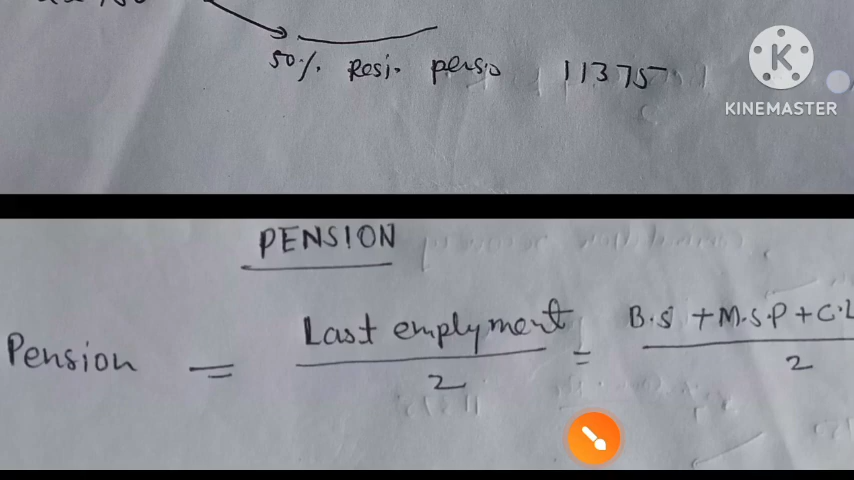 50% Resi. pensio 11375
KINEMASTER
PENSION
Pension = Last emplyment / 2 = B.S + M.S.P + C.L / 2